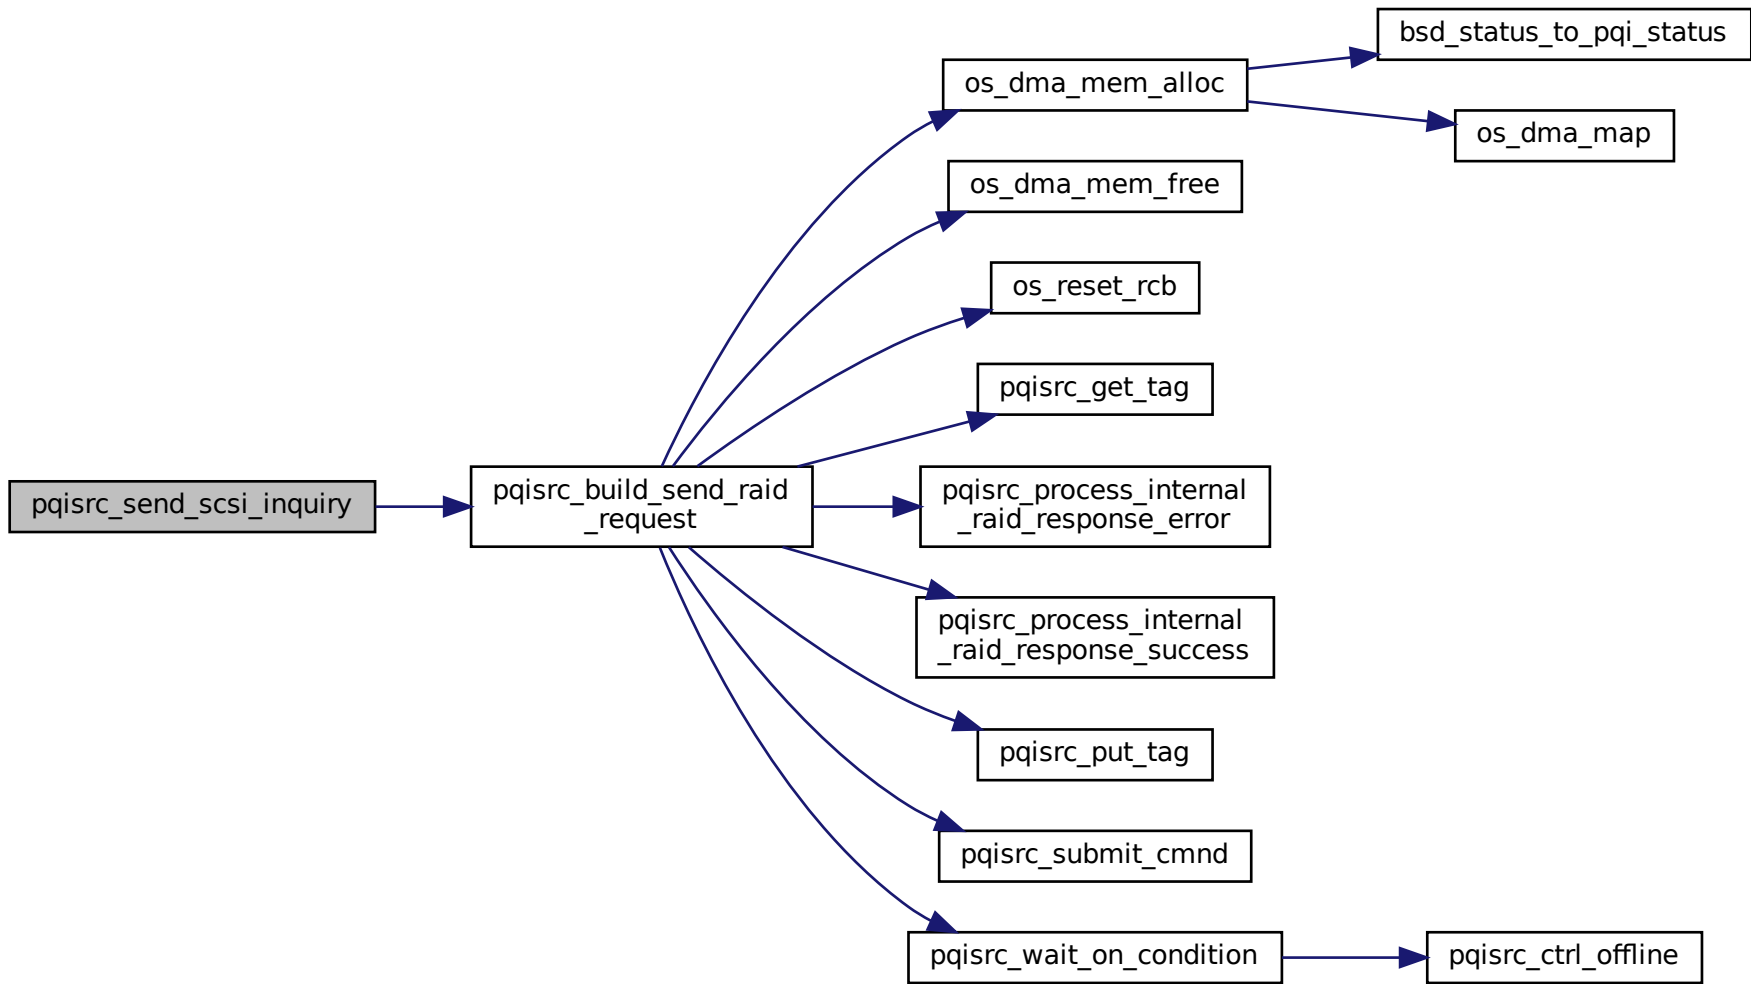 bsd_status_to_pqi_status
os_dma_mem_alloc
os_dma_map
os_dma_mem_free
os_reset_rcb
pqisrc_get_tag
pqisrc_send_scsi_inquiry
pqisrc_build_send_raid
_request
pqisrc_process_internal
_raid_response_error
pqisrc_process_internal
_raid_response_success
pqisrc_put_tag
pqisrc_submit_cmnd
pqisrc_wait_on_condition
pqisrc_ctrl_offline